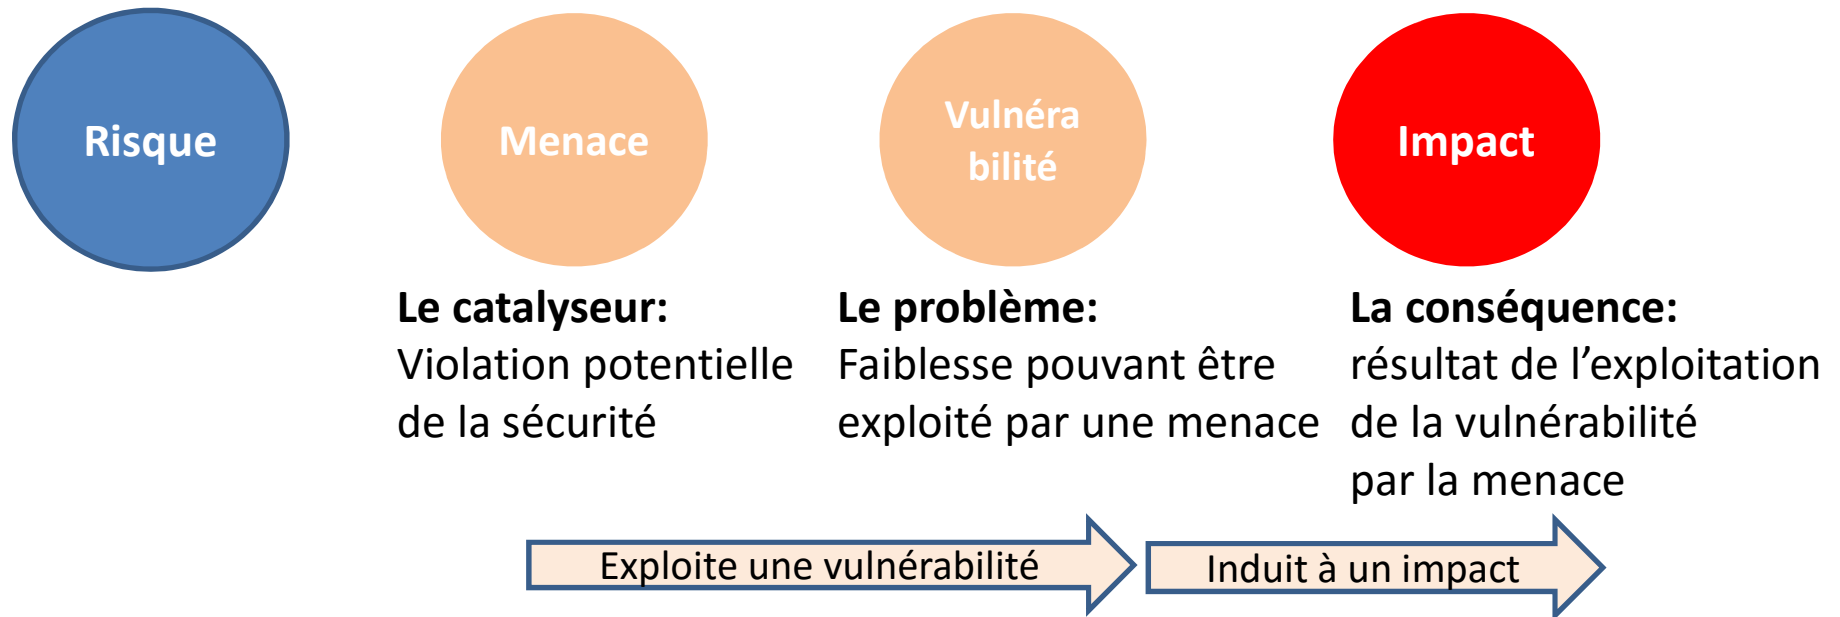 Risque
Menace
Vulnéra
bilité
Impact
Le catalyseur:
Violation potentielle
de la sécurité
Le problème:
Faiblesse pouvant être
exploité par une menace
La conséquence:
résultat de l’exploitation
de la vulnérabilité
par la menace
Exploite une vulnérabilité
Induit à un impact